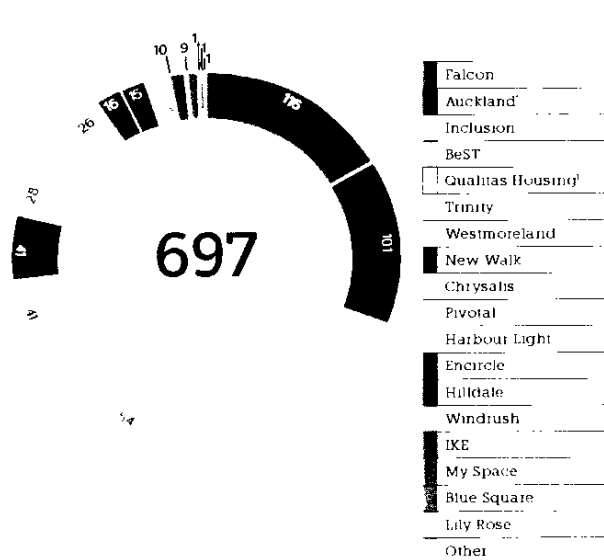 1
10 9 1
1
116
16 15
26
28
101
697
41
41
54
Falcon
Auckland
Inclusion
BeST
Qualitas Housing¹
Trinity
Westmoreland
New Walk
Chrysalis
Pivotal
Harbour Light
Encircle
Hilldale
Windrush
IKE
My Space
Blue Square
Lily Rose
Other